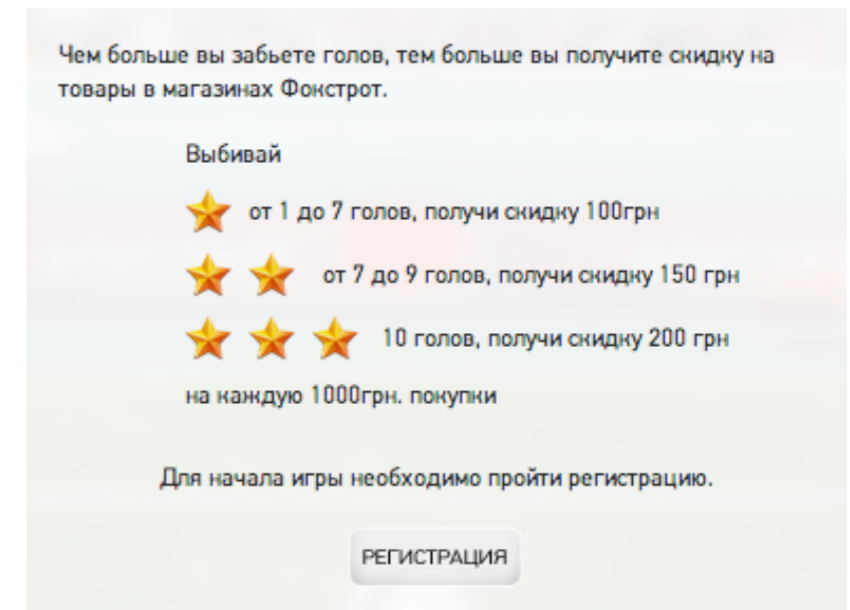 Чем больше вы забьете голов, тем больше вы получите скидку на
товары в магазинах Фокстрот.
Выбивай
от 1 до 7 голов, получи скидку 100грн
от 7 до 9 голов, получи скидку 150 грн
10 голов, получи скидку 200 грн
на каждую 1000грн. покупки
Для начала игры необходимо пройти регистрацию.
РЕГИСТРАЦИЯ